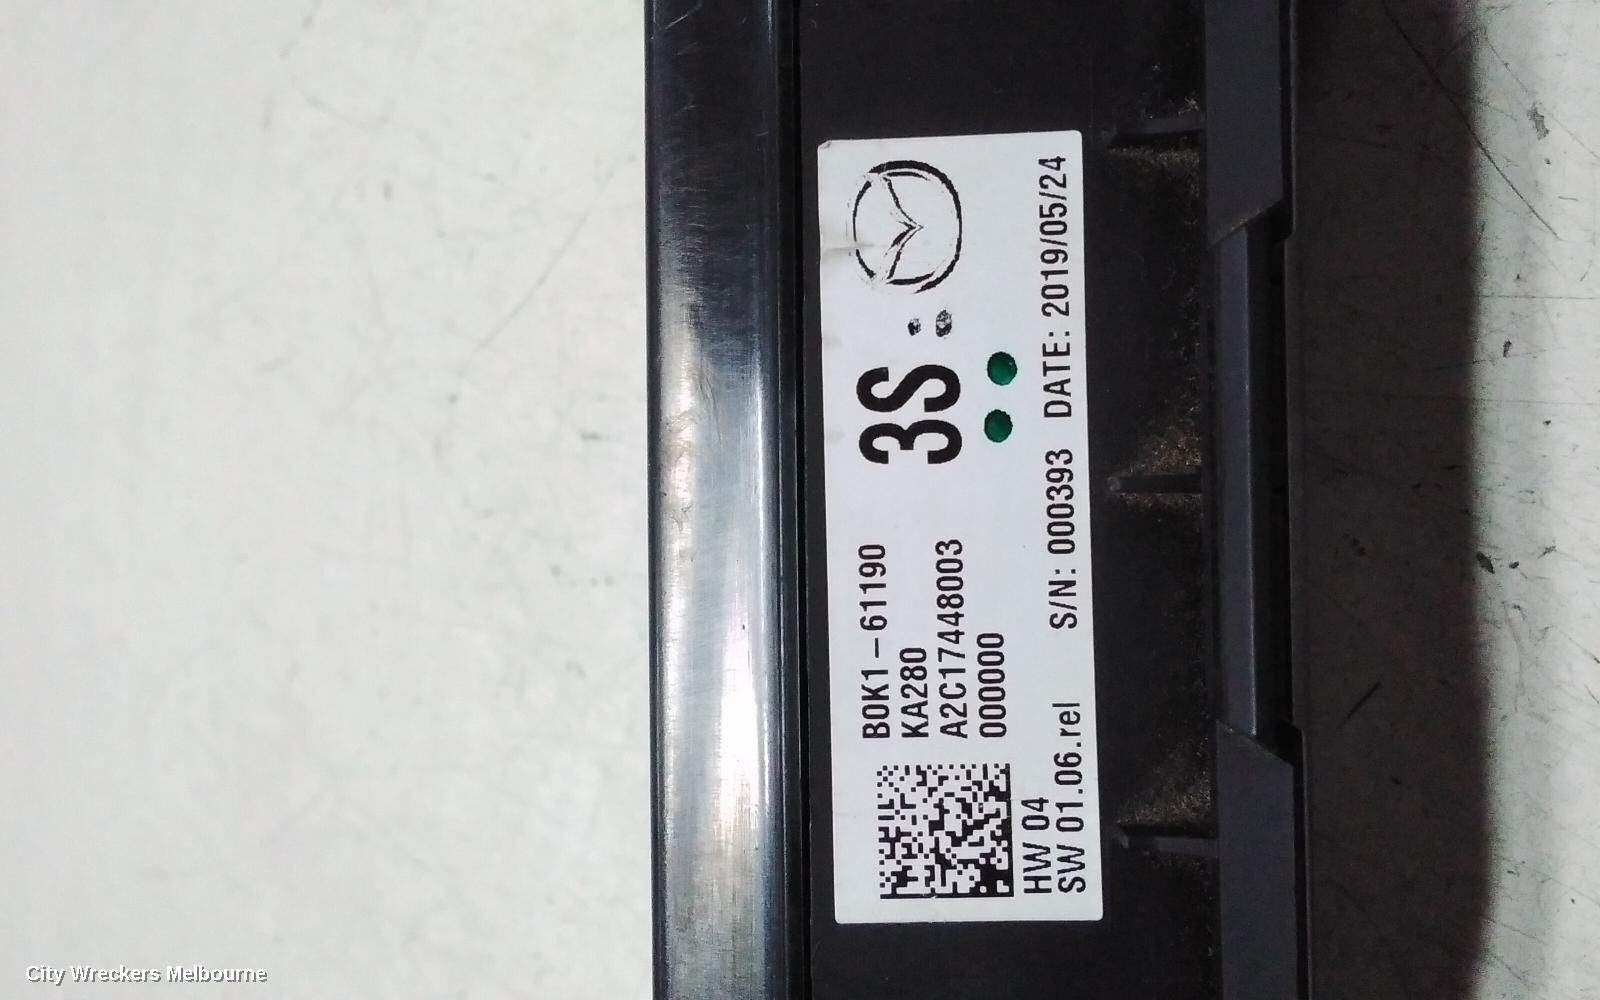 B0K1-61190
KA280
A2C17448003
000000
3S
HW 04
SW 01.06.rel S/N: 000393 DATE: 2019/05/24
City Wreckers Melbourne